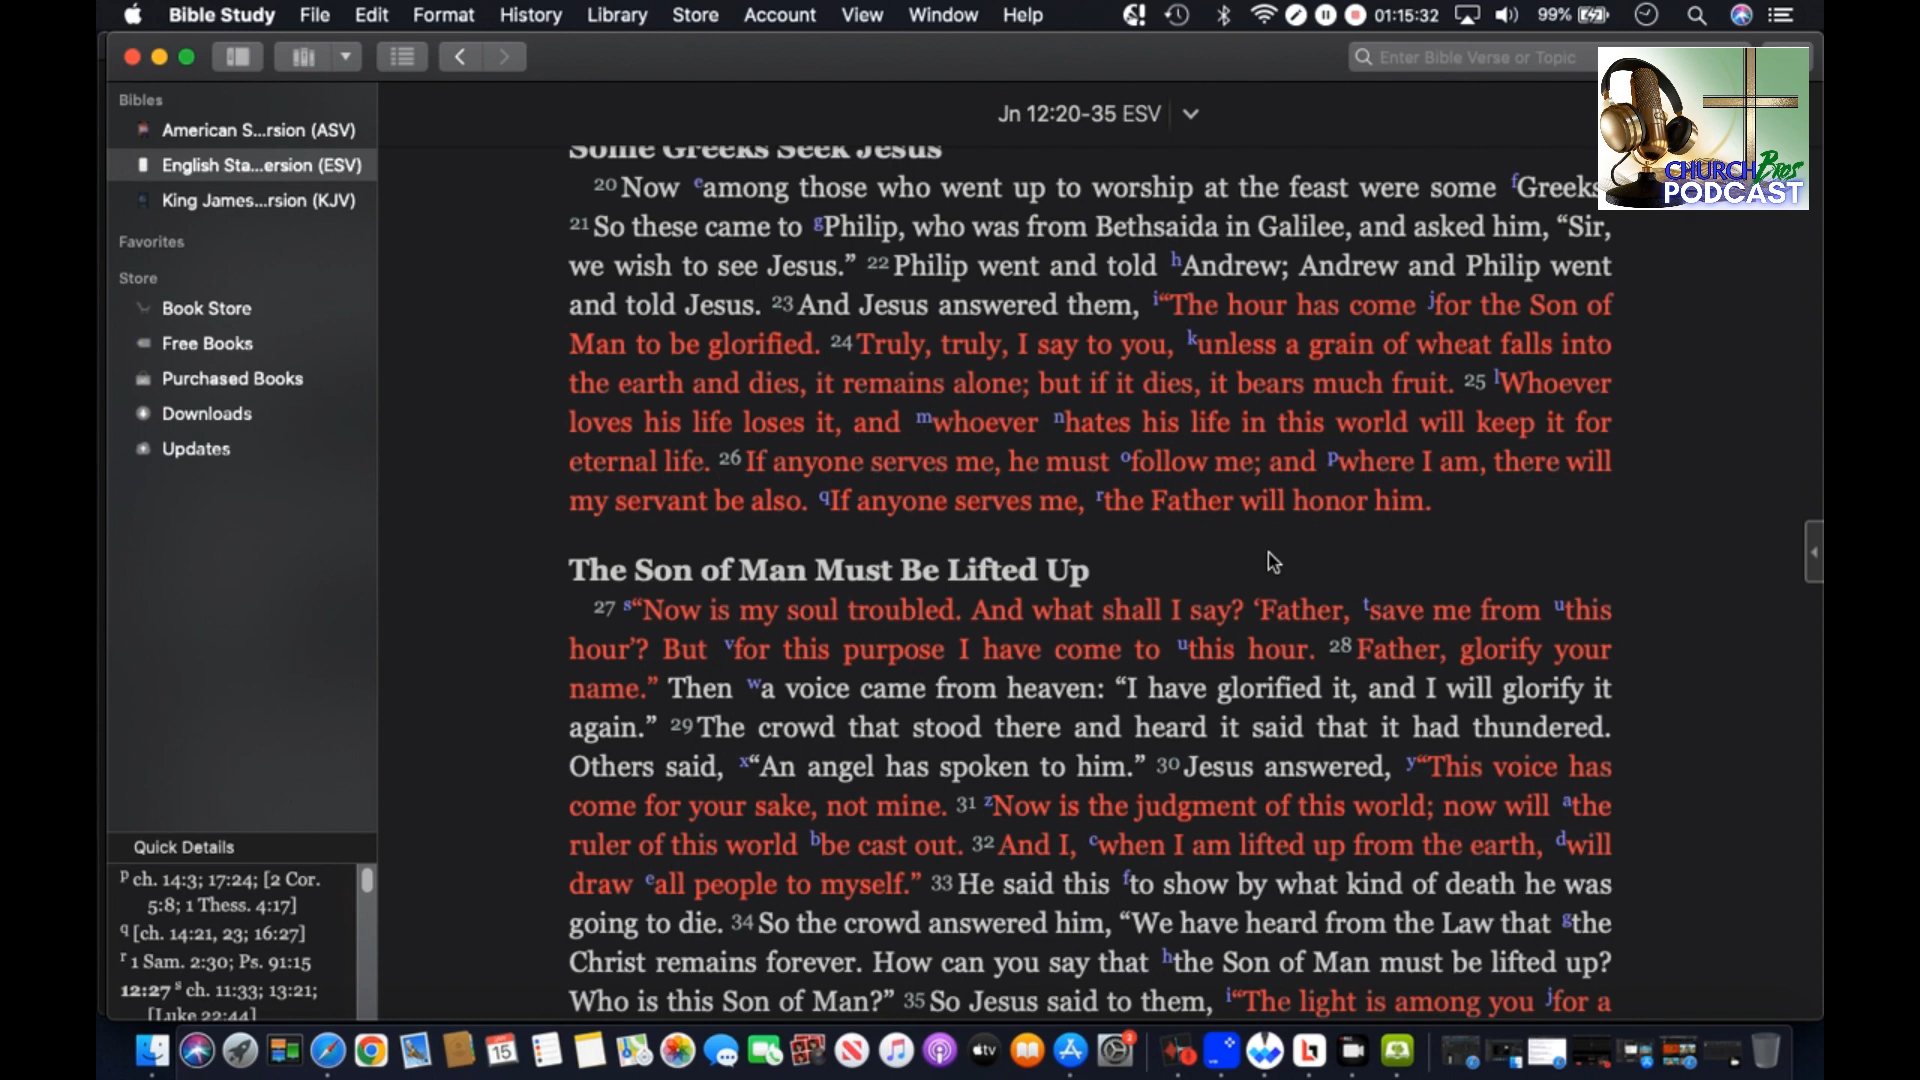 Bible Study File Edit Format History Library Store Account View Window Help 01:15:32 99%
Enter Bible Verse or Topic
CHURCH Bros
PODCAST
Bibles
American S...rsion (ASV)
English Sta...ersion (ESV)
King James...rsion (KJV)
Favorites
Store
Book Store
Free Books
Purchased Books
Downloads
Updates
Quick Details
p ch. 14:3; 17:24; [2 Cor.
5:8; 1 Thess. 4:17]
q [ch. 14:21, 23; 16:27]
r 1 Sam. 2:30; Ps. 91:15
12:27 s ch. 11:33; 13:21;
[Luke 22:44]
Jn 12:20-35 ESV
Some Greeks Seek Jesus
20 Now e among those who went up to worship at the feast were some f Greeks
21 So these came to g Philip, who was from Bethsaida in Galilee, and asked him, “Sir,
we wish to see Jesus.” 22 Philip went and told h Andrew; Andrew and Philip went
and told Jesus. 23 And Jesus answered them, i “The hour has come j for the Son of
Man to be glorified. 24 Truly, truly, I say to you, k unless a grain of wheat falls into
the earth and dies, it remains alone; but if it dies, it bears much fruit. 25 l Whoever
loves his life loses it, and m whoever n hates his life in this world will keep it for
eternal life. 26 If anyone serves me, he must o follow me; and p where I am, there will
my servant be also. q If anyone serves me, r the Father will honor him.
The Son of Man Must Be Lifted Up
27 s “Now is my soul troubled. And what shall I say? ‘Father, t save me from u this
hour’? But v for this purpose I have come to u this hour. 28 Father, glorify your
name.” Then w a voice came from heaven: “I have glorified it, and I will glorify it
again.” 29 The crowd that stood there and heard it said that it had thundered.
Others said, x “An angel has spoken to him.” 30 Jesus answered, y “This voice has
come for your sake, not mine. 31 z Now is the judgment of this world; now will a the
ruler of this world b be cast out. 32 And I, c when I am lifted up from the earth, d will
draw e all people to myself.” 33 He said this f to show by what kind of death he was
going to die. 34 So the crowd answered him, “We have heard from the Law that g the
Christ remains forever. How can you say that h the Son of Man must be lifted up?
Who is this Son of Man?” 35 So Jesus said to them, i “The light is among you j for a
15
tv
2